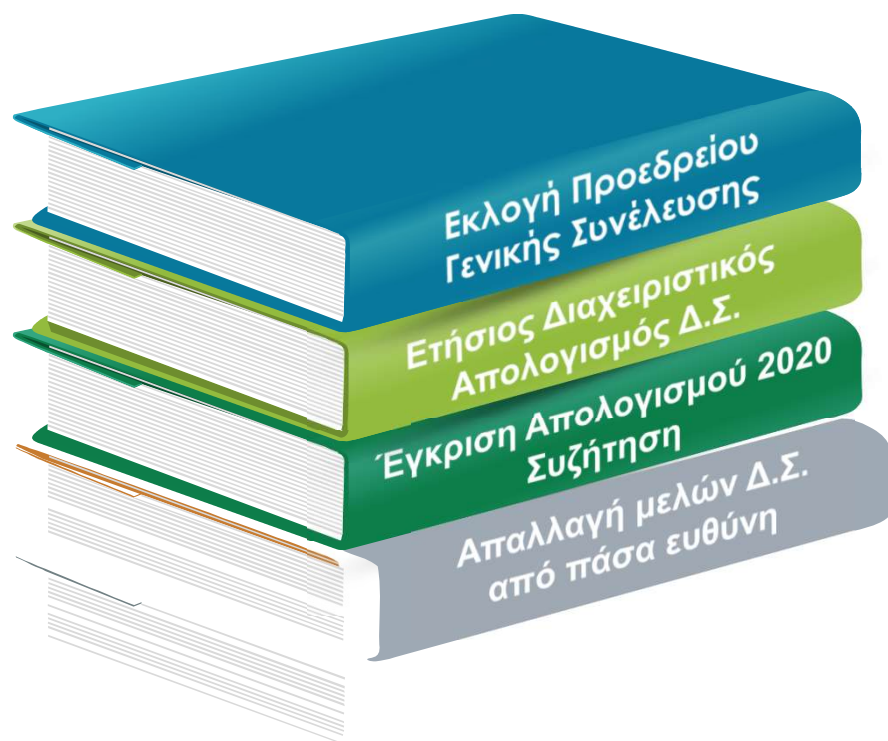 Εκλογή Προεδρείου
Γενικής Συνέλευσης
Ετήσιος Διαχειριστικός
Απολογισμός Δ.Σ.
Έγκριση Απολογισμού 2020
Συζήτηση
Απαλλαγή μελών Δ.Σ.
από πάσα ευθύνη